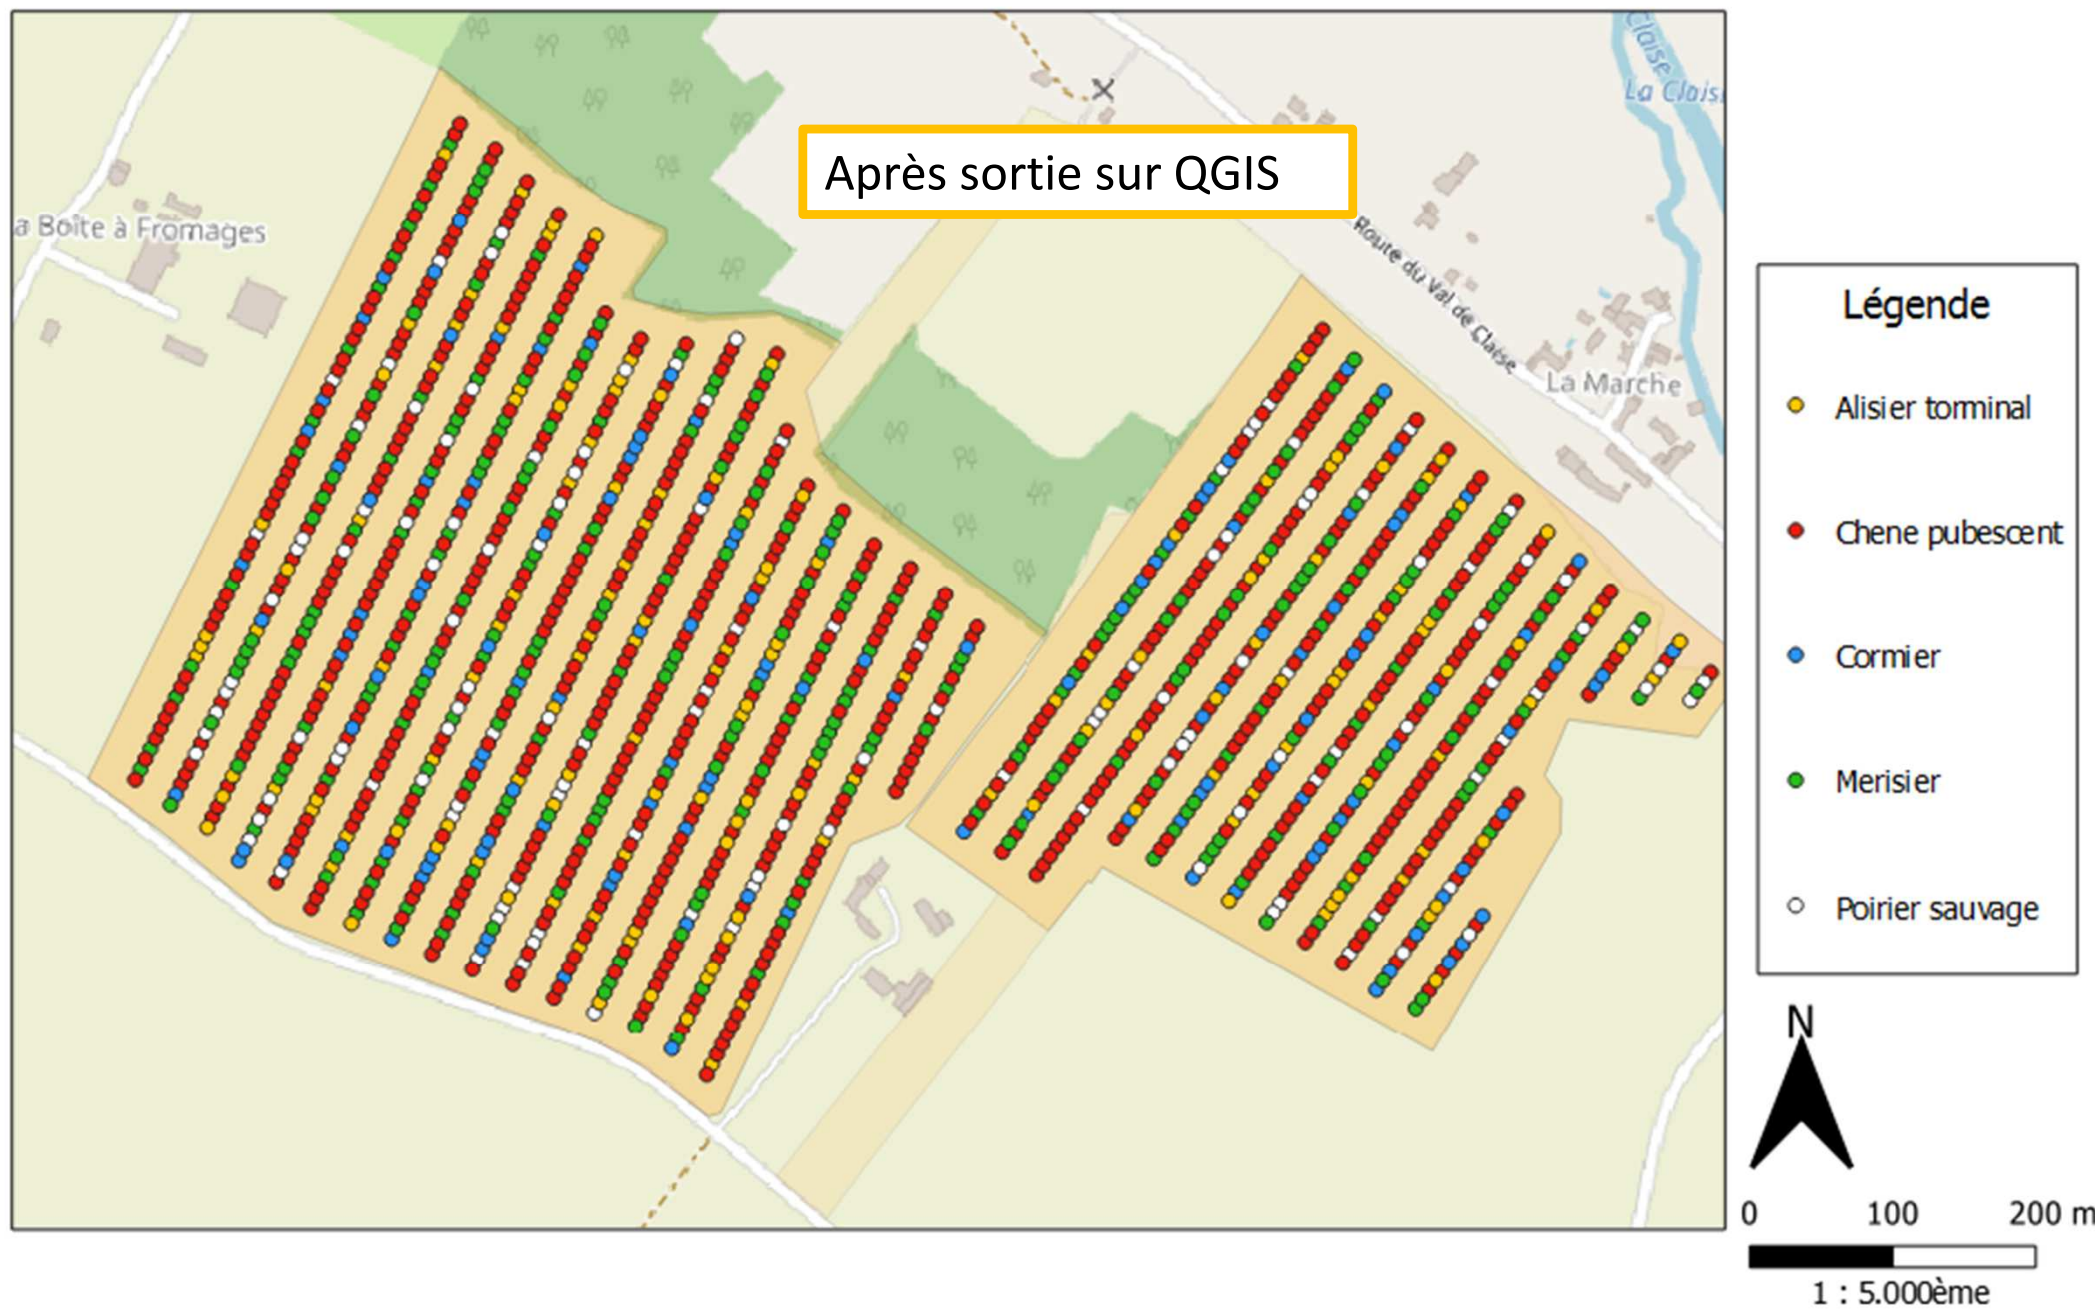 Claise
La Clais
Après sortie sur QGIS
a Boîte à Fromages
Route du Val de Claise
La Marche
Légende
Alisier torminal
Chene pubescent
Cormier
Merisier
Poirier sauvage
N
0 100 200 m
1 : 5.000ème